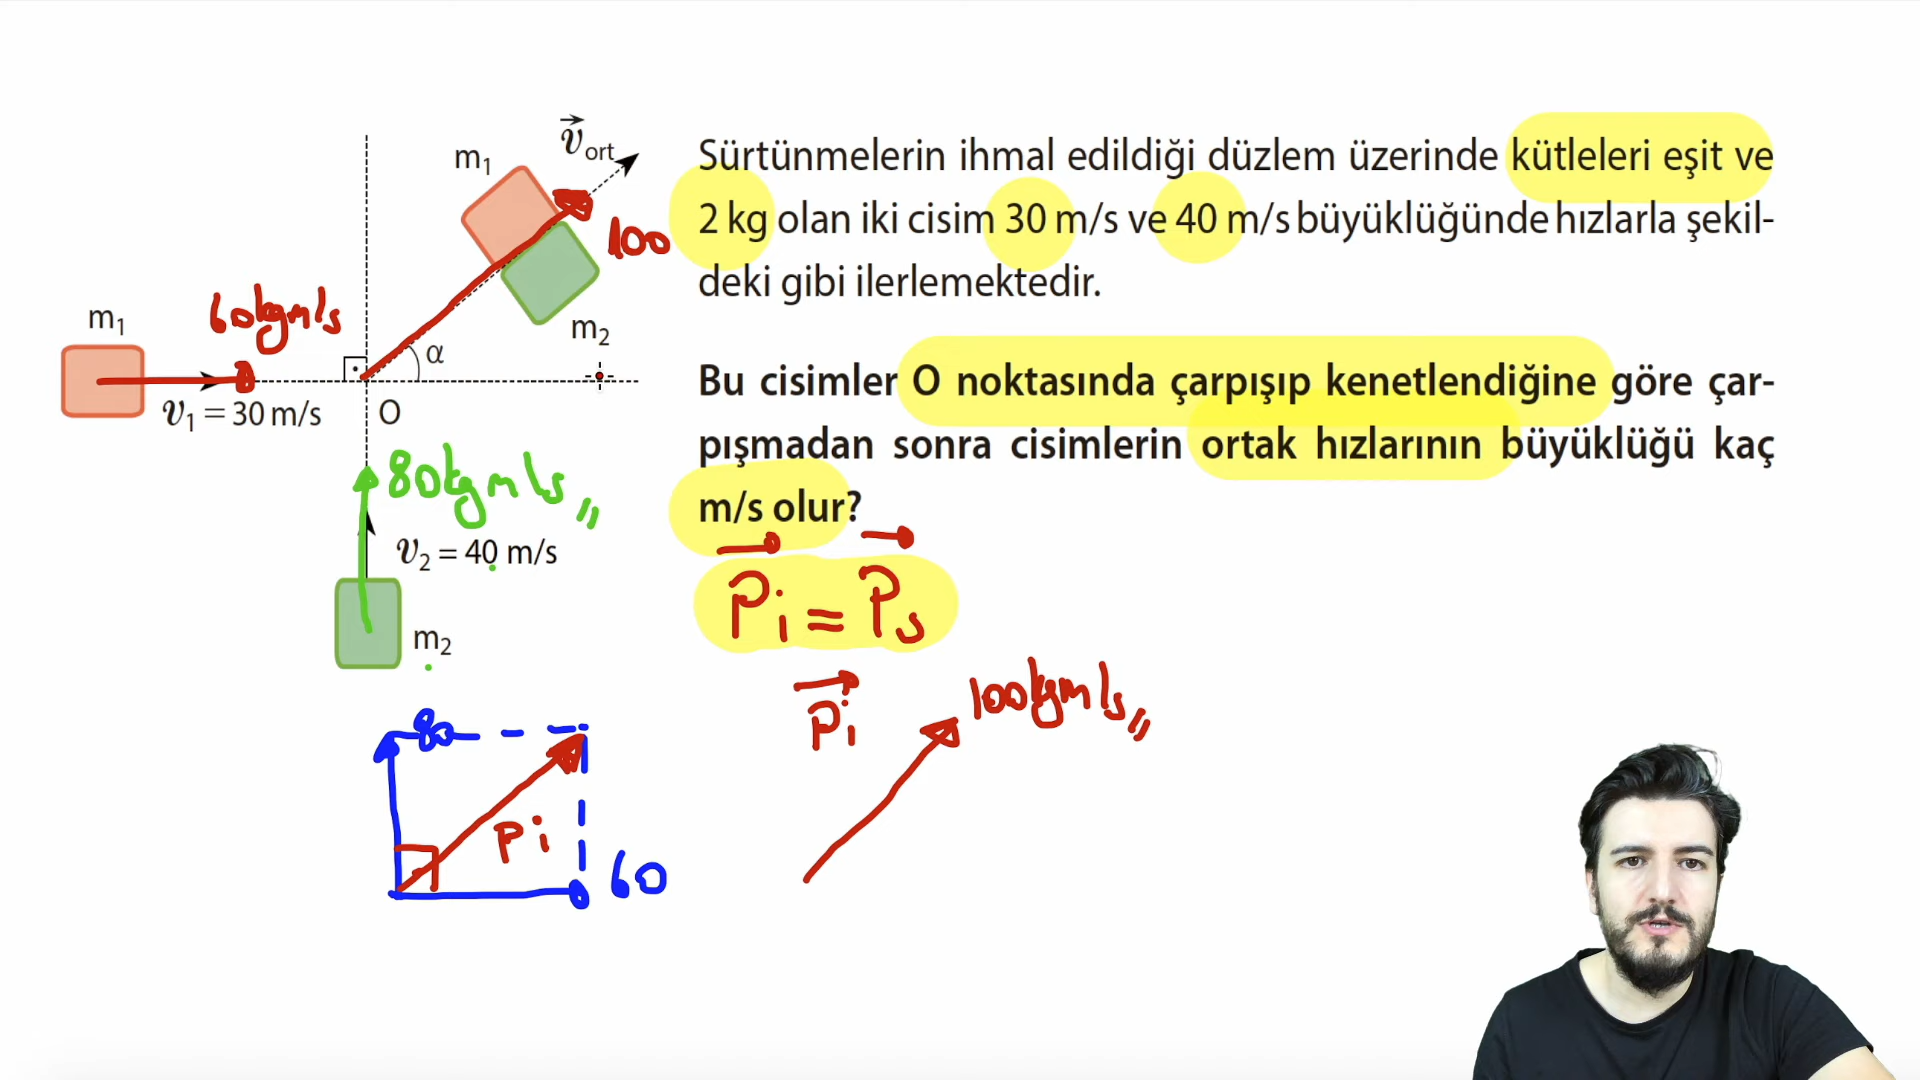 m1
v⃗ort
100
m2
α
60kgm/s
m1
v1 = 30 m/s
O
80kgm/s
v2 = 40 m/s
m2
Sürtünmelerin ihmal edildiği düzlem üzerinde kütleleri eşit ve
2 kg olan iki cisim 30 m/s ve 40 m/s büyüklüğünde hızlarla şekil-
deki gibi ilerlemektedir.
Bu cisimler O noktasında çarpışıp kenetlendiğine göre çar-
pışmadan sonra cisimlerin ortak hızlarının büyüklüğü kaç
m/s olur?
P⃗i = P⃗s
P⃗i
100kgm/s
80
Pi
60